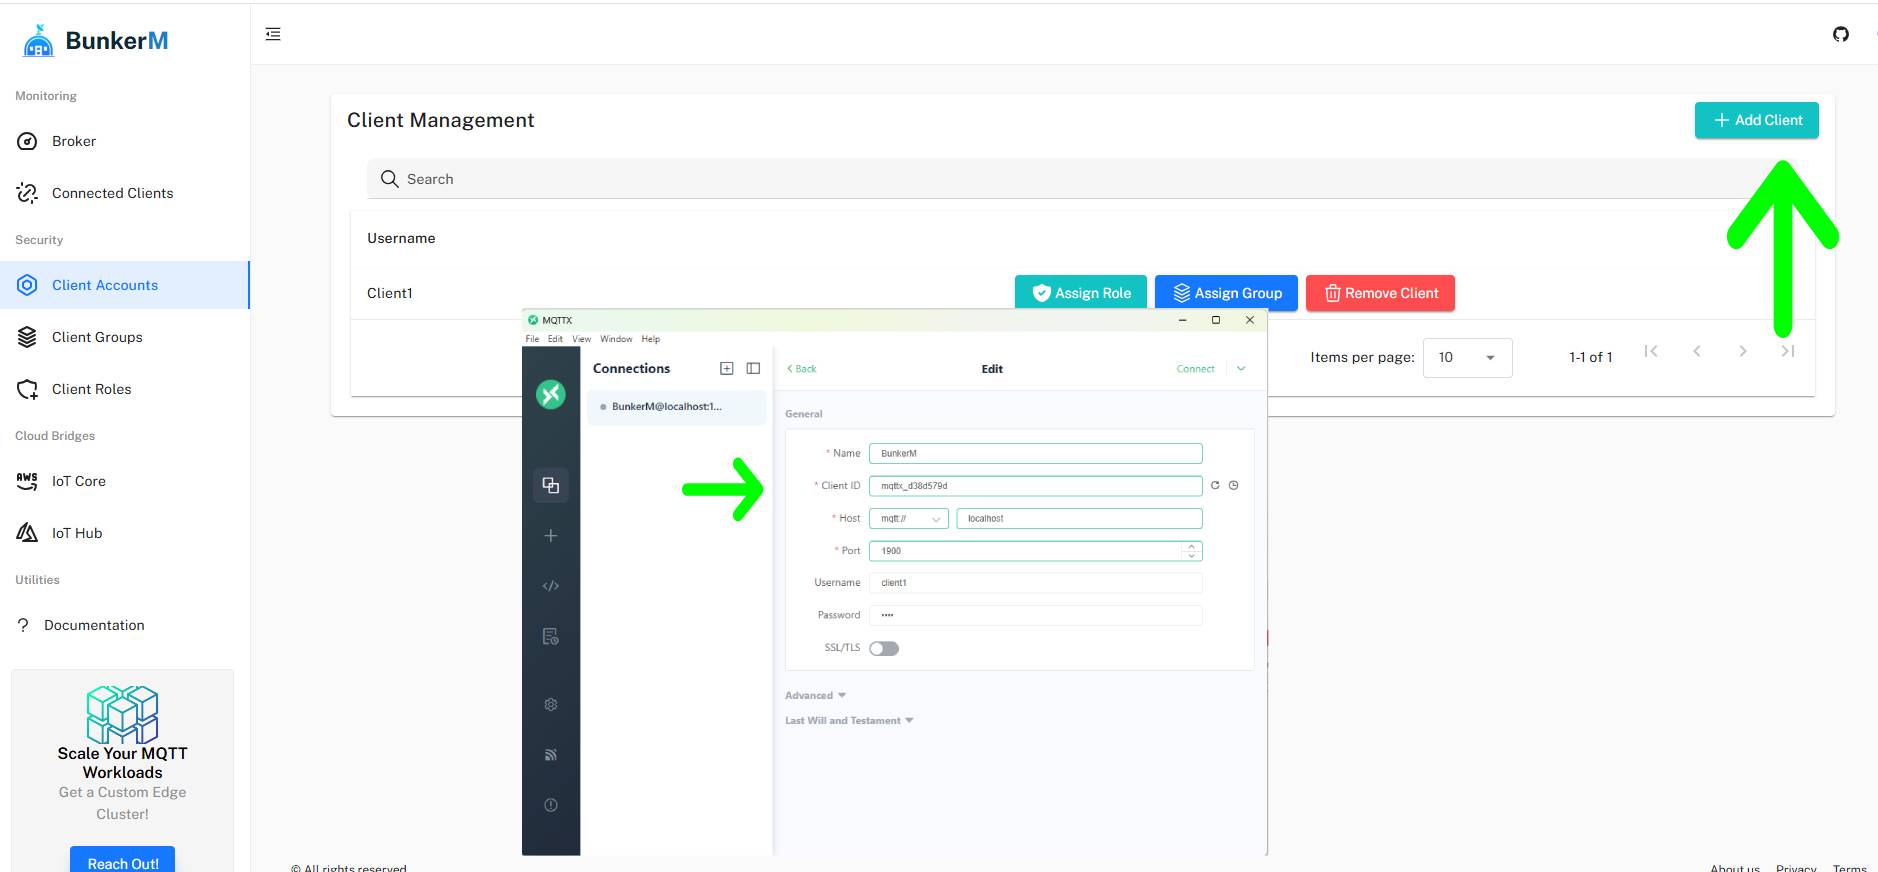 BunkerM
Monitoring
Broker
Connected Clients
Security
Client Accounts
Client Groups
Client Roles
Cloud Bridges
AWS IoT Core
IoT Hub
Utilities
? Documentation
Scale Your MQTT
Workloads
Get a Custom Edge
Cluster!
Reach Out!
Client Management
+ Add Client
Search
Username
Client1
Assign Role
Assign Group
Remove Client
Items per page: 10
1-1 of 1
MQTTX
File Edit View Window Help
Connections
< Back
Edit
Connect
BunkerM@localhost:1...
General
* Name BunkerM
* Client ID mqttx_d38d579d
* Host mqtt:// localhost
* Port 1900
Username client1
Password ••••
SSL/TLS
Advanced
Last Will and Testament
© All rights reserved
About us Privacy Terms